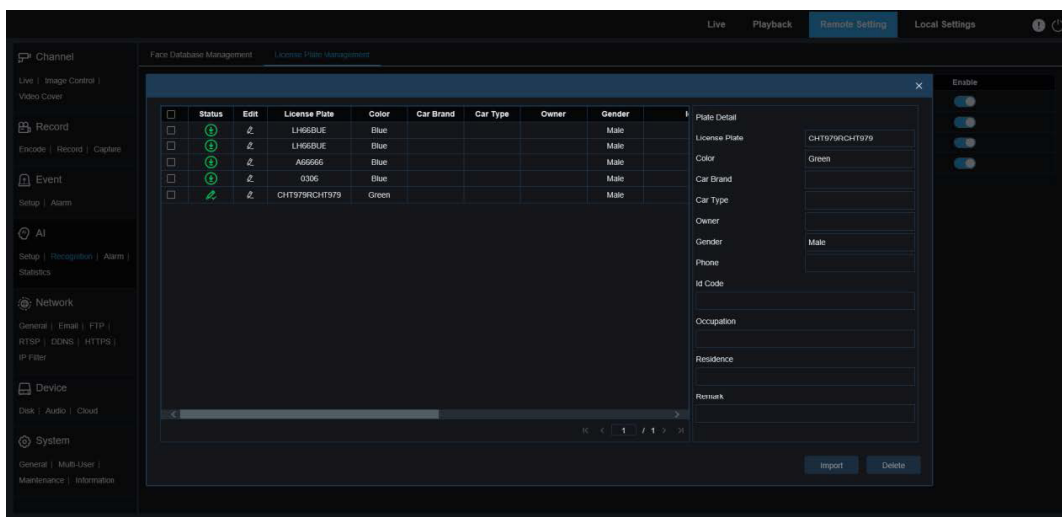 Live Playback Remote Setting Local Settings
Channel
Live | Image Control |
Video Cover
Record
Encode | Record | Capture
Event
Setup | Alarm
AI
Setup | Recognition | Alarm |
Statistics
Network
General | Email | FTP |
RTSP | DDNS | HTTPS |
IP Filter
Device
Disk | Audio | Cloud
System
General | Multi-User |
Maintenance | Information
Face Database Management License Plate Management
Enable
Status Edit License Plate Color Car Brand Car Type Owner Gender
LH66BUE Blue Male
LH66BUE Blue Male
A66666 Blue Male
0306 Blue Male
CHT979RCHT979 Green Male
1 / 1
Plate Detail
License Plate CHT979RCHT979
Color Green
Car Brand
Car Type
Owner
Gender Male
Phone
Id Code
Occupation
Residence
Remark
Import Delete